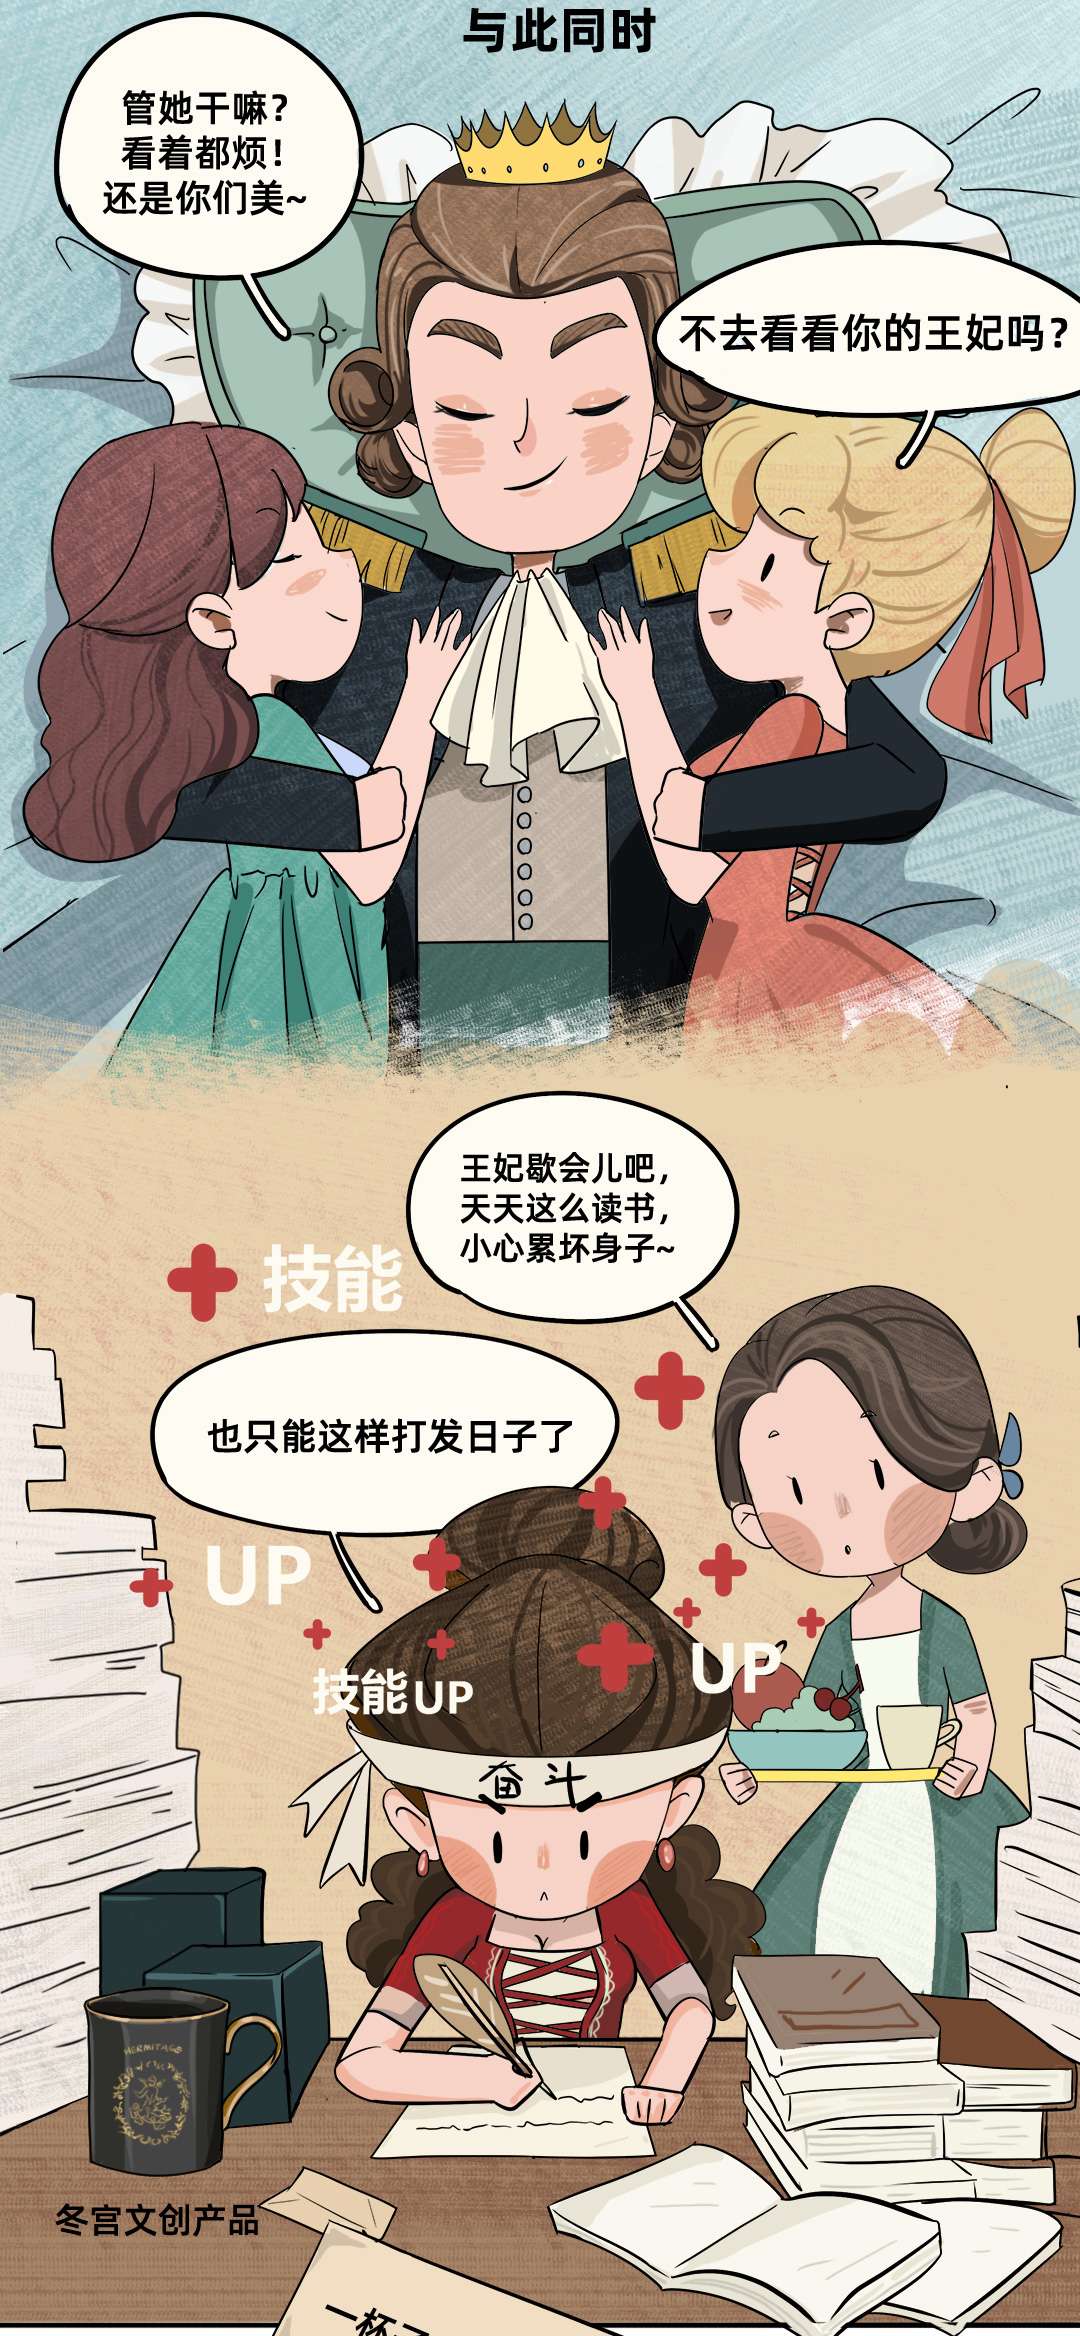 与此同时
管她干嘛?
看着都烦!
还是你们美~
不去看看你的王妃吗?
王妃歇会儿吧,
天天这么读书,
小心累坏身子~
技能
也只能这样打发日子了
UP
技能UP
UP
奋斗
HERMITAGE
冬宫文创产品
一杯